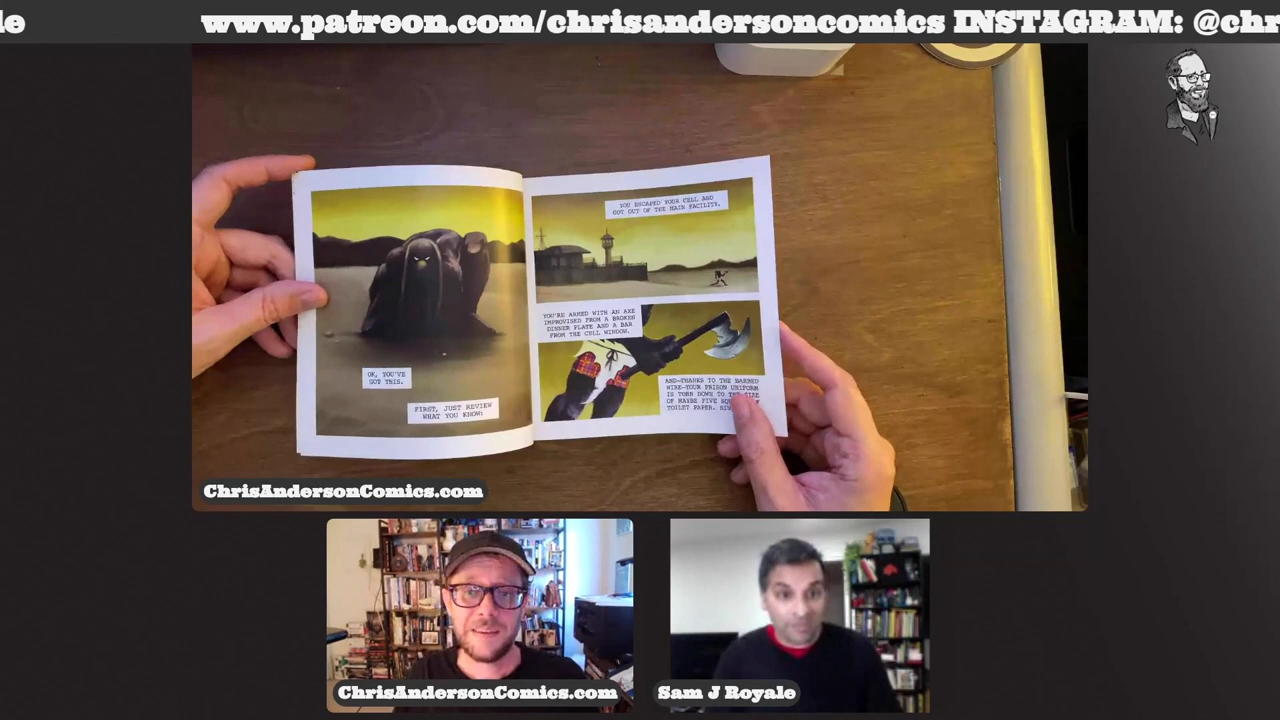 le www.patreon.com/chrisandersoncomics INSTAGRAM: @chr
OK, YOU'VE
GOT THIS.
FIRST, JUST REVIEW
WHAT YOU KNOW:
YOU ESCAPED YOUR CELL AND
GOT OUT OF THE MAIN FACILITY.
YOU'RE ARMED WITH AN AXE
IMPROVISED FROM A BROKEN
DINNER PLATE AND A BAR
FROM THE CELL WINDOW.
AND—THANKS TO THE BARBED
WIRE—YOUR PRISON UNIFORM
IS TORN DOWN TO THE SIZE
OF MAYBE FIVE
TOILET PAPER.
ChrisAndersonComics.com
ChrisAndersonComics.com
Sam J Royale